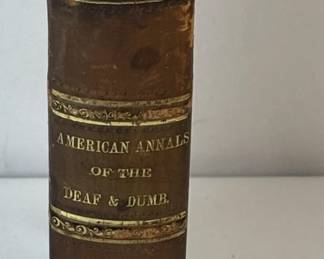 AMERICAN ANNALS
OF THE
DEAF & DUMB.